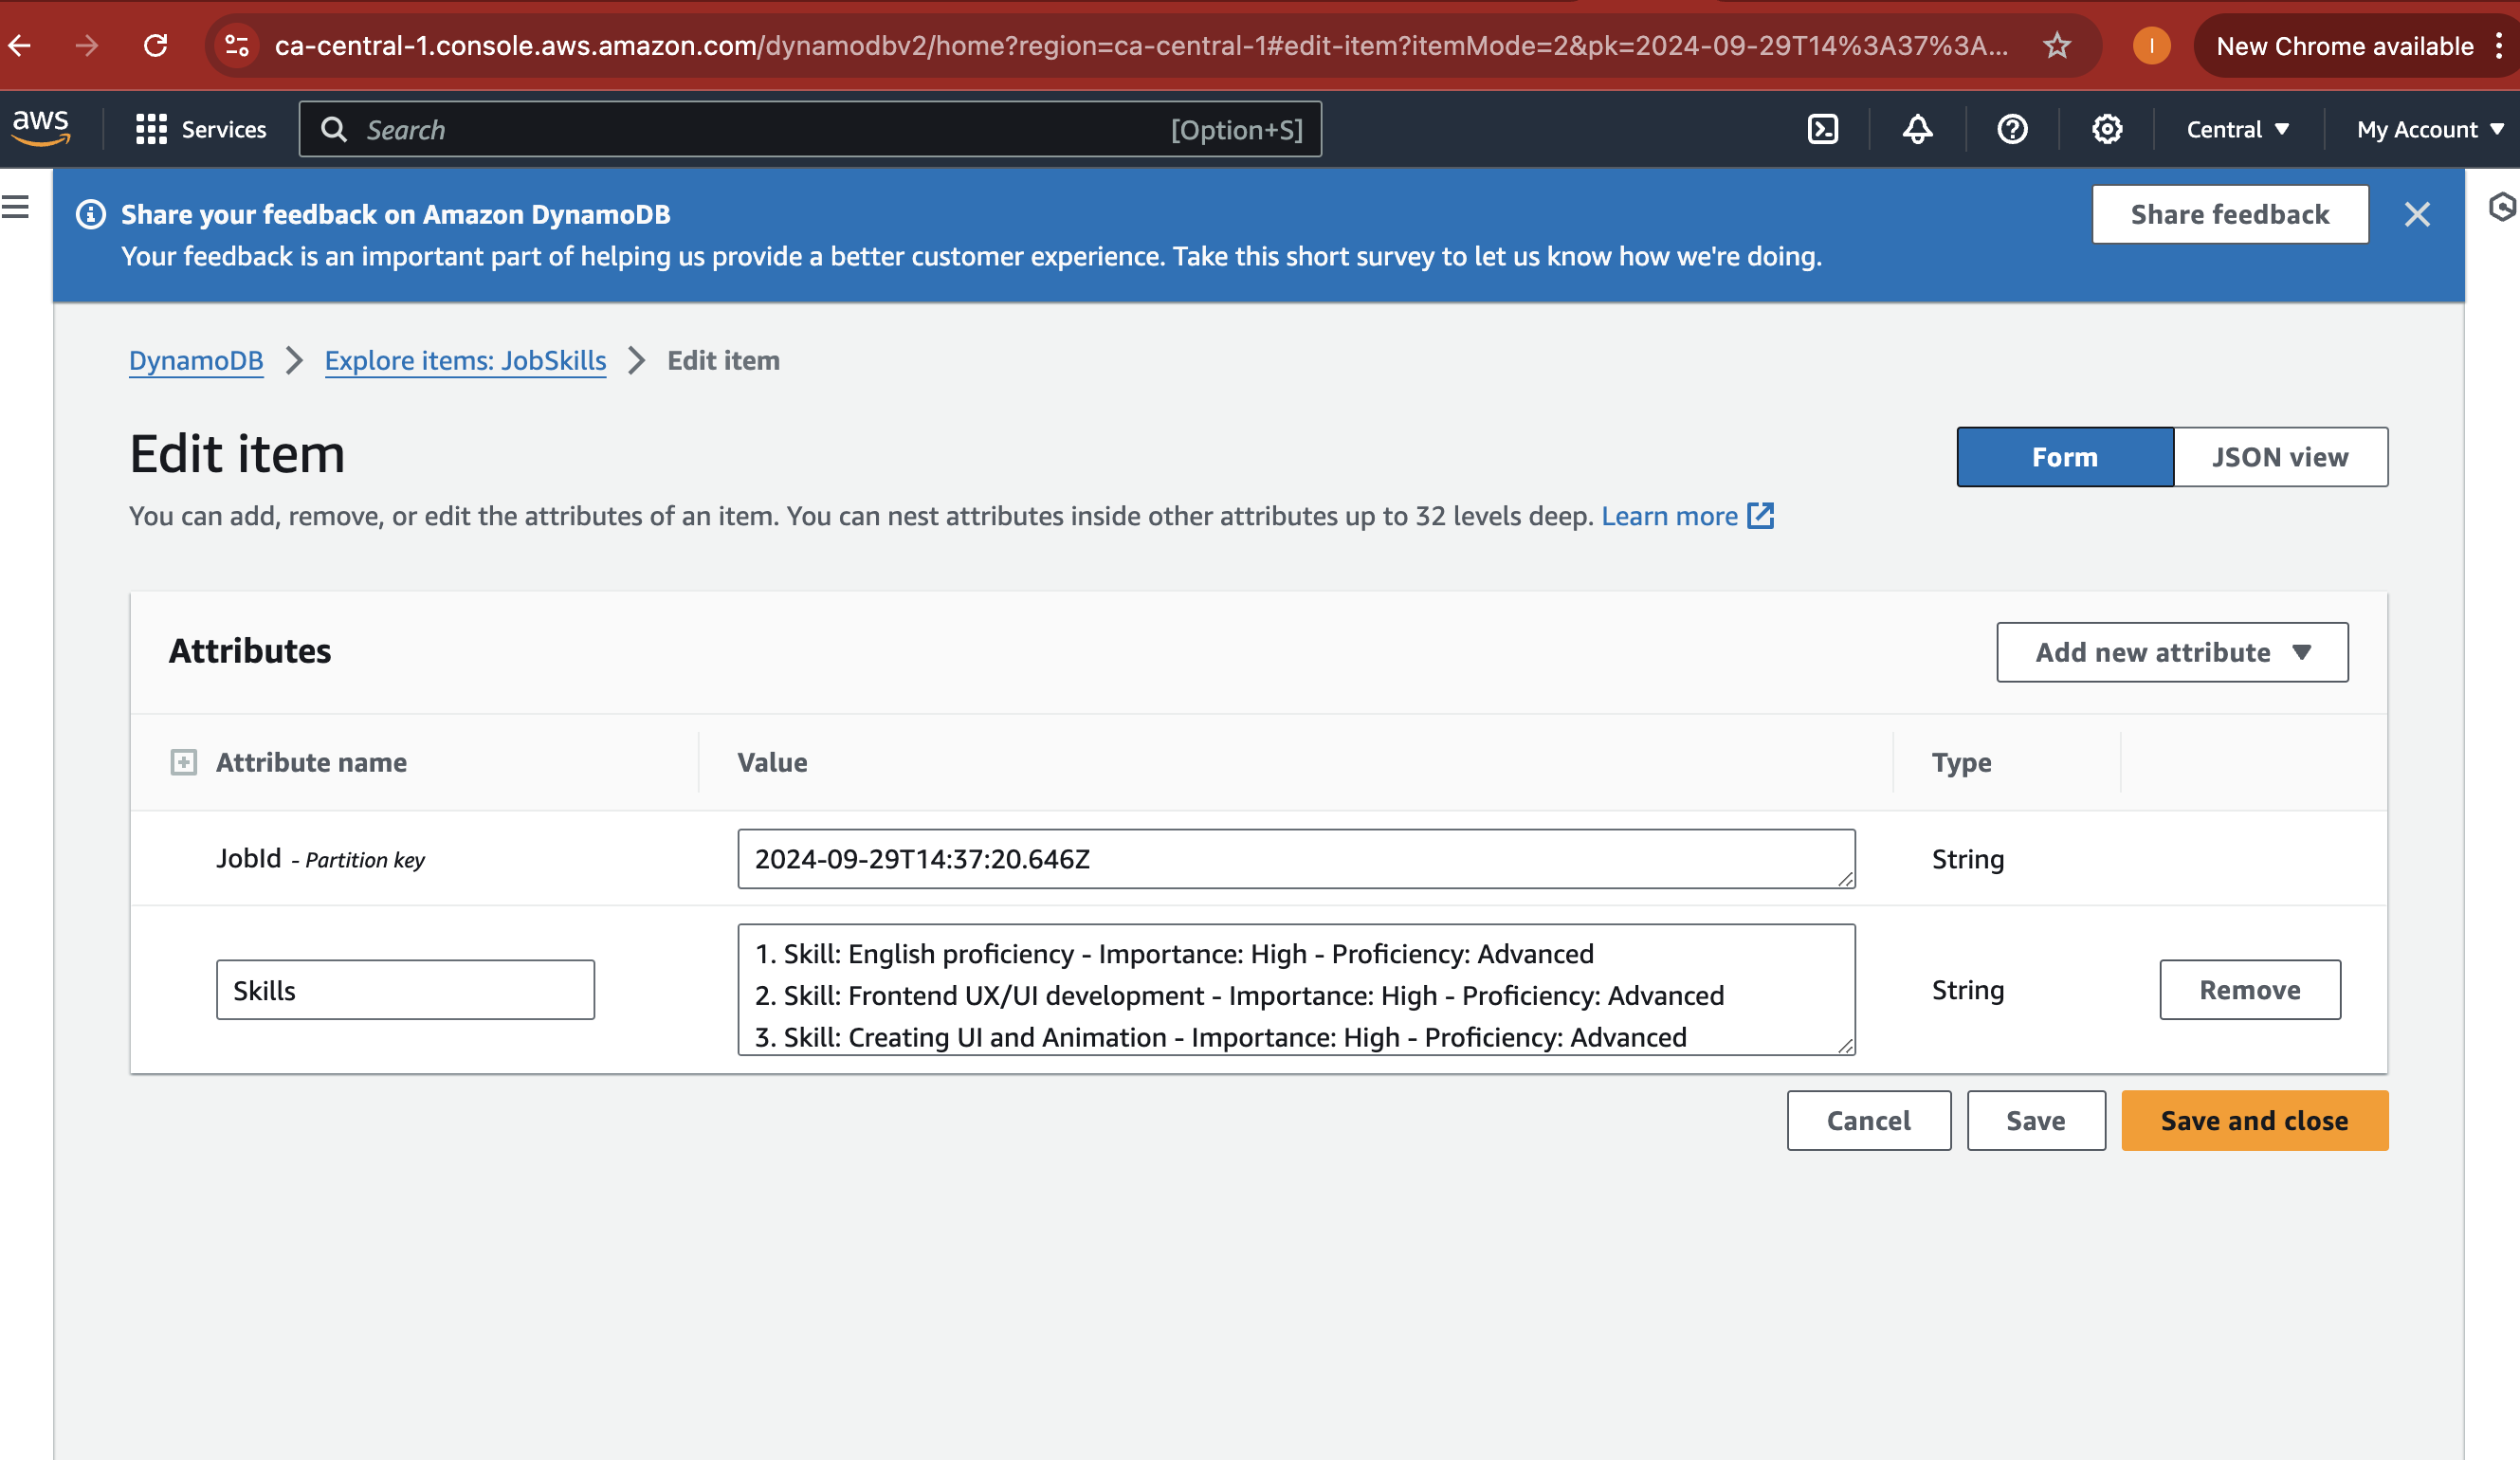 ca-central-1.console.aws.amazon.com/dynamodbv2/home?region=ca-central-1#edit-item?itemMode=2&pk=2024-09-29T14%3A37%3A...
I
New Chrome available
aws
Services
Search
[Option+S]
Central
My Account
Share your feedback on Amazon DynamoDB
Your feedback is an important part of helping us provide a better customer experience. Take this short survey to let us know how we're doing.
Share feedback
DynamoDB
Explore items: JobSkills
Edit item
Edit item
Form
JSON view
You can add, remove, or edit the attributes of an item. You can nest attributes inside other attributes up to 32 levels deep. Learn more
Attributes
Add new attribute
Attribute name
Value
Type
JobId - Partition key
2024-09-29T14:37:20.646Z
String
Skills
1. Skill: English proficiency - Importance: High - Proficiency: Advanced
2. Skill: Frontend UX/UI development - Importance: High - Proficiency: Advanced
3. Skill: Creating UI and Animation - Importance: High - Proficiency: Advanced
String
Remove
Cancel
Save
Save and close